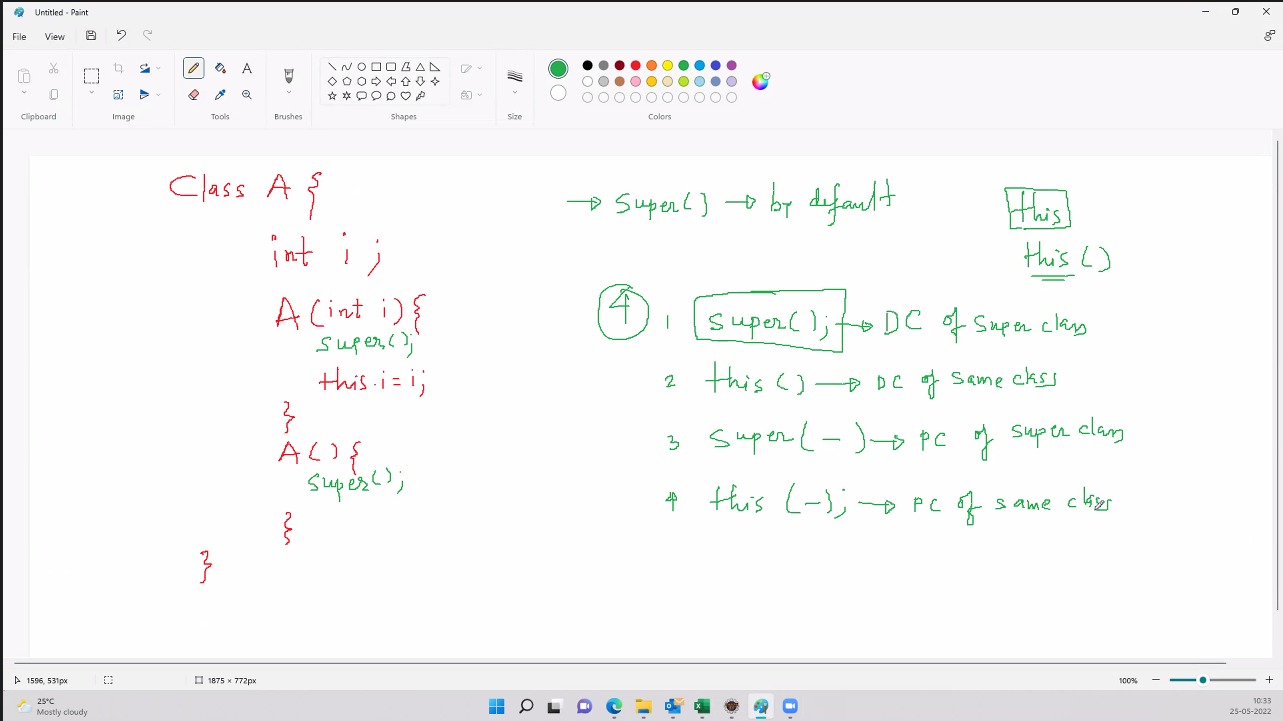 Untitled - Paint
File View
Clipboard
Image
Tools
Brushes
Shapes
Size
Colors
Class A {
int i ;
A (int i) {
super();
this.i = i;
}
A () {
super();
}
}
→ super() → by default
this
this ()
4
1 super(); → DC of super class
2 this () → DC of same class
3 super( - ) → PC of super class
4 this (-); → PC of same class
1596, 531px
1875 × 772px
100%
25°C
Mostly cloudy
10:33
25-05-2022